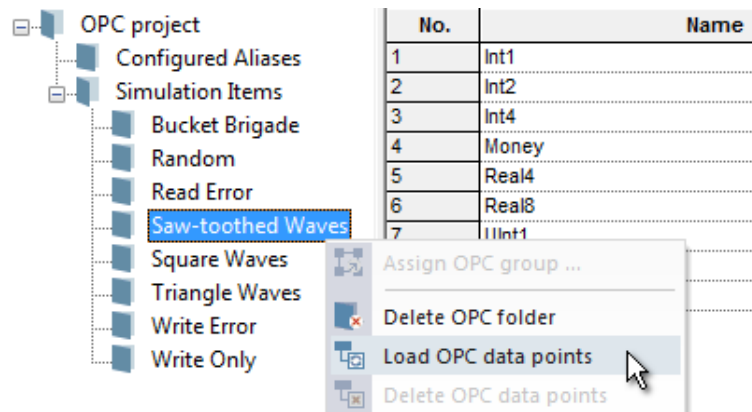 OPC project
Configured Aliases
Simulation Items
Bucket Brigade
Random
Read Error
Saw-toothed Waves
Square Waves
Triangle Waves
Write Error
Write Only
No. Name
1 Int1
2 Int2
3 Int4
4 Money
5 Real4
6 Real8
7 UInt1
Assign OPC group ...
Delete OPC folder
Load OPC data points
Delete OPC data points